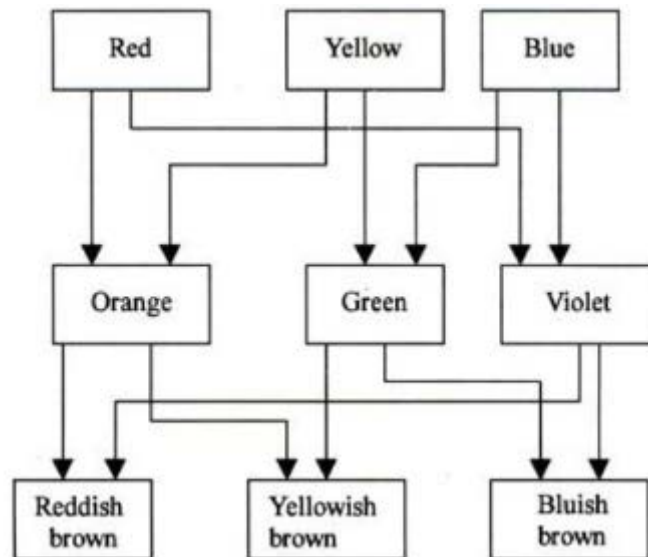 Red
Yellow
Blue
Orange
Green
Violet
Reddish
brown
Yellowish
brown
Bluish
brown